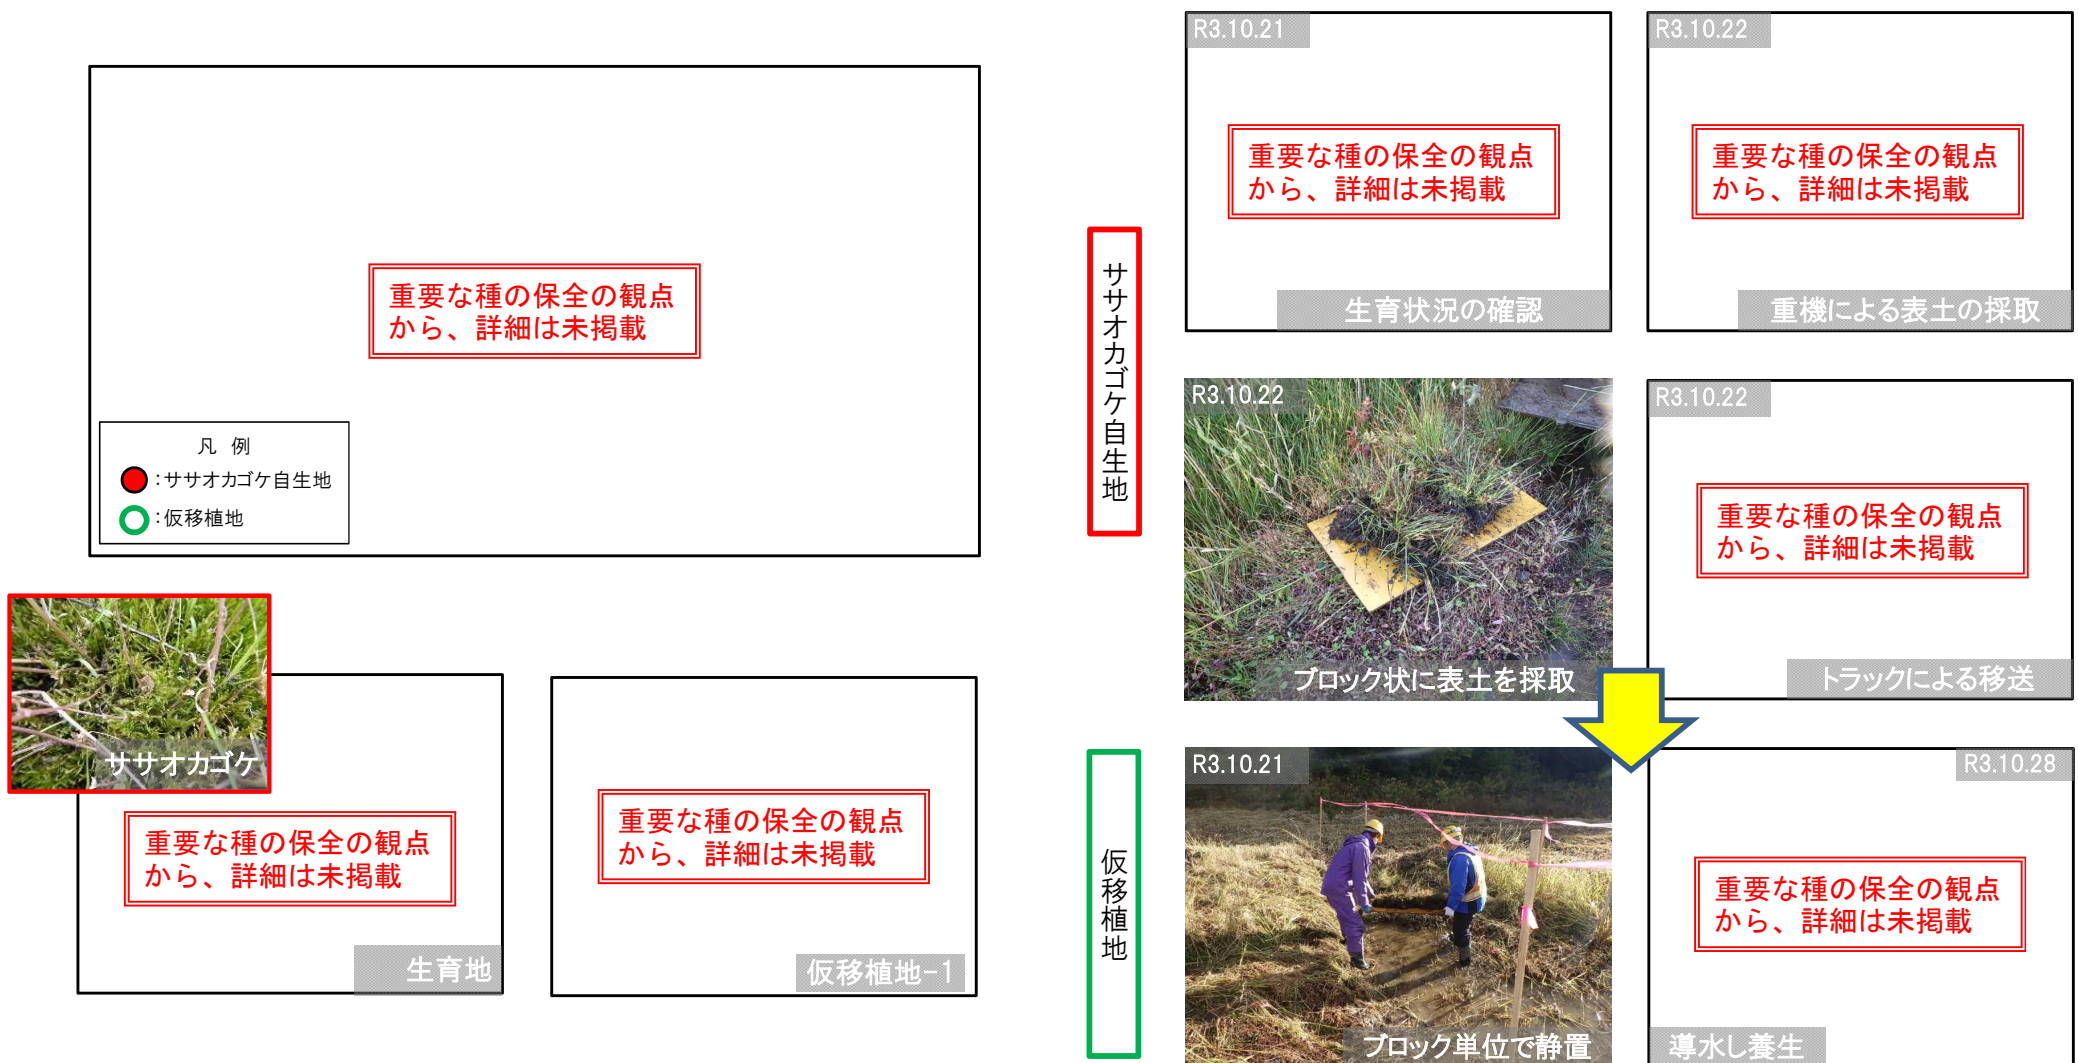 重要な種の保全の観点
から、詳細は未掲載
凡 例
:ササオカゴケ自生地
:仮移植地
ササオカゴケ
重要な種の保全の観点
から、詳細は未掲載
生育地
重要な種の保全の観点
から、詳細は未掲載
仮移植地-1
ササオカゴケ自生地
R3.10.21
重要な種の保全の観点
から、詳細は未掲載
生育状況の確認
R3.10.22
重要な種の保全の観点
から、詳細は未掲載
重機による表土の採取
R3.10.22
ブロック状に表土を採取
R3.10.22
重要な種の保全の観点
から、詳細は未掲載
トラックによる移送
仮移植地
R3.10.21
ブロック単位で静置
R3.10.28
重要な種の保全の観点
から、詳細は未掲載
導水し養生